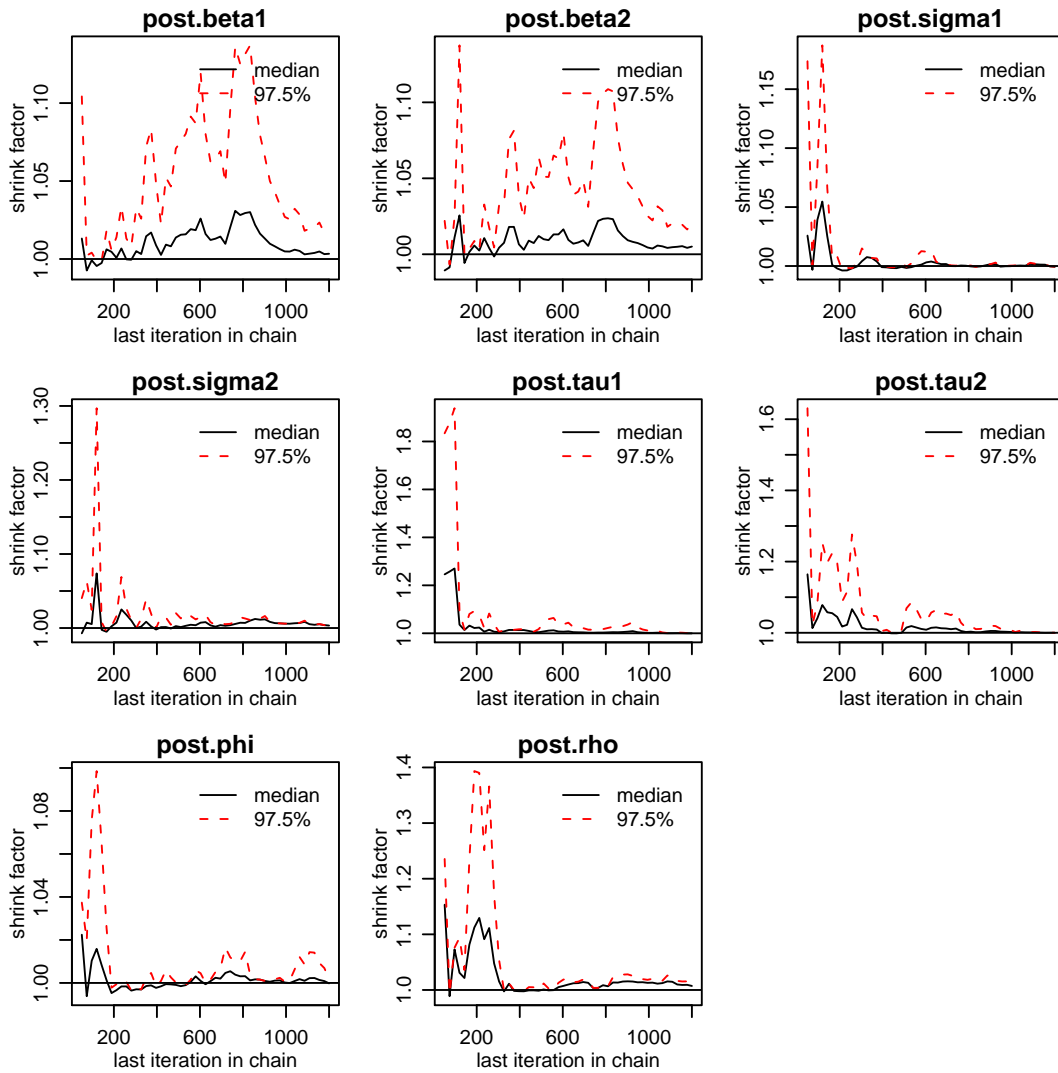 post.beta1
median
97.5%
shrink factor
1.00
1.05
1.10
200
600
1000
last iteration in chain
post.beta2
median
97.5%
shrink factor
1.00
1.05
1.10
200
600
1000
last iteration in chain
post.sigma1
median
97.5%
shrink factor
1.00
1.05
1.10
1.15
200
600
1000
last iteration in chain
post.sigma2
median
97.5%
shrink factor
1.00
1.10
1.20
1.30
200
600
1000
last iteration in chain
post.tau1
median
97.5%
shrink factor
1.0
1.2
1.4
1.6
1.8
200
600
1000
last iteration in chain
post.tau2
median
97.5%
shrink factor
1.0
1.2
1.4
1.6
200
600
1000
last iteration in chain
post.phi
median
97.5%
shrink factor
1.00
1.04
1.08
200
600
1000
last iteration in chain
post.rho
median
97.5%
shrink factor
1.0
1.1
1.2
1.3
1.4
200
600
1000
last iteration in chain